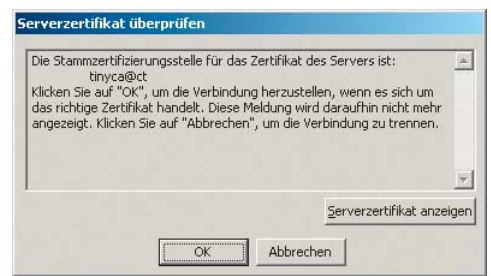 Serverzertifikat überprüfen
Die Stammzertifizierungsstelle für das Zertifikat des Servers ist:
tinyca@ct
Klicken Sie auf "OK", um die Verbindung herzustellen, wenn es sich um
das richtige Zertifikat handelt. Diese Meldung wird daraufhin nicht mehr
angezeigt. Klicken Sie auf "Abbrechen", um die Verbindung zu trennen.
Serverzertifikat anzeigen
OK Abbrechen